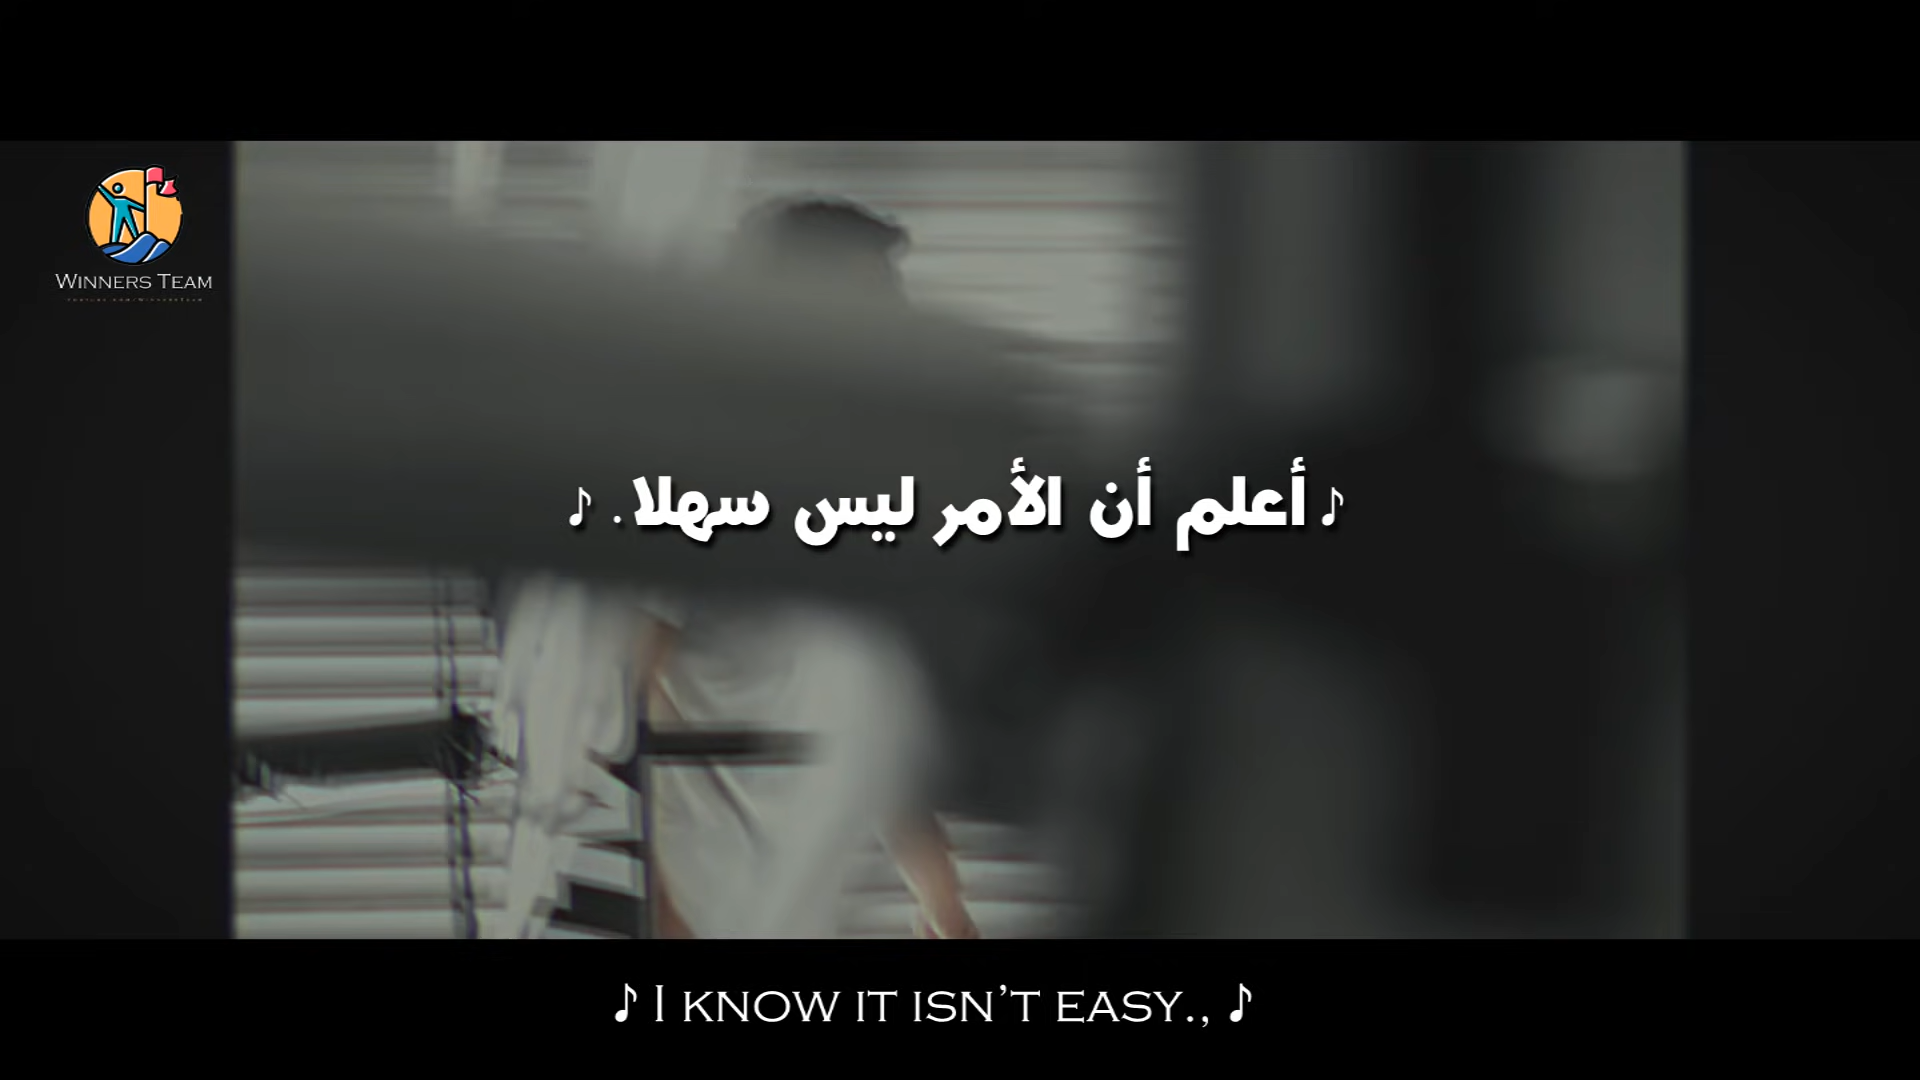 WINNERS TEAM
♪ أعلم أن الأمر ليس سهلا. ♪
♪ I KNOW IT ISN’T EASY., ♪